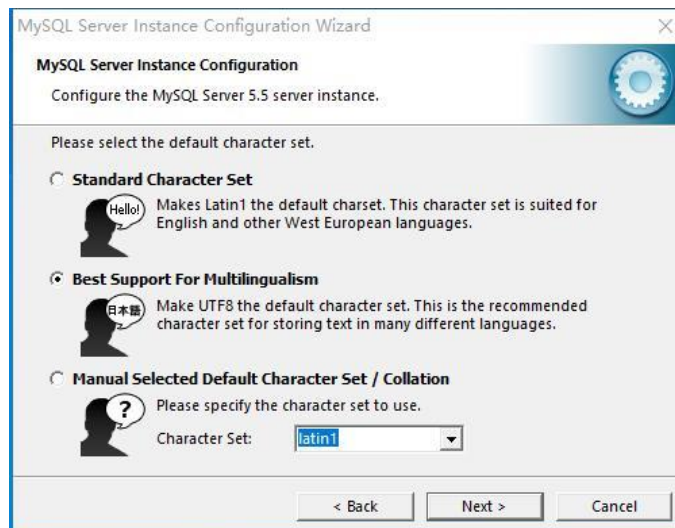 MySQL Server Instance Configuration Wizard
MySQL Server Instance Configuration
Configure the MySQL Server 5.5 server instance.
Please select the default character set.
Standard Character Set
Hello!
Makes Latin1 the default charset. This character set is suited for
English and other West European languages.
Best Support For Multilingualism
日本語
Make UTF8 the default character set. This is the recommended
character set for storing text in many different languages.
Manual Selected Default Character Set / Collation
?
Please specify the character set to use.
Character Set: latin1
< Back Next > Cancel